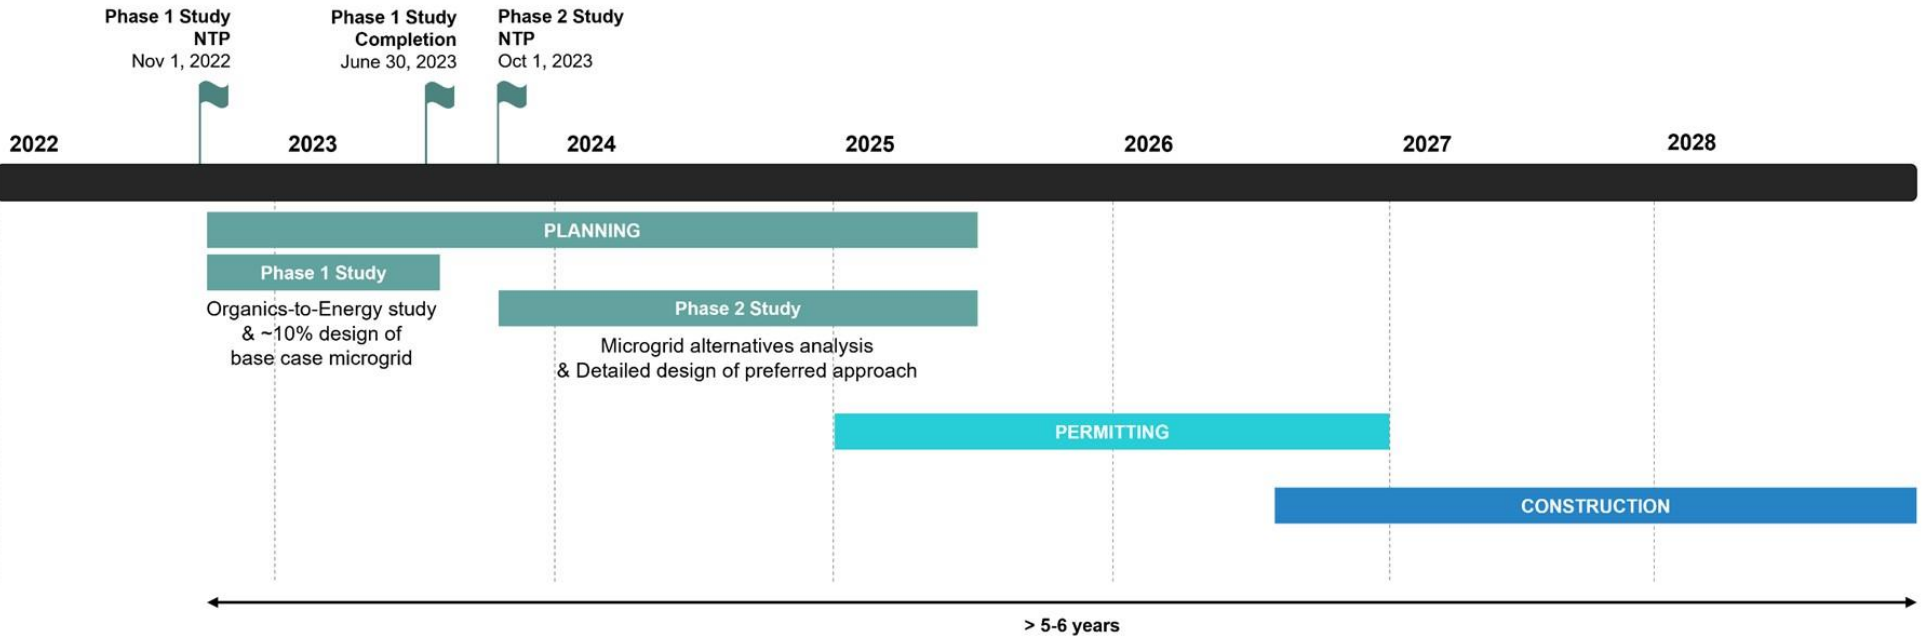 Phase 1 Study
NTP
Nov 1, 2022
Phase 1 Study
Completion
June 30, 2023
Phase 2 Study
NTP
Oct 1, 2023
2022
2023
2024
2025
2026
2027
2028
PLANNING
Phase 1 Study
Organics-to-Energy study
& ~10% design of
base case microgrid
Phase 2 Study
Microgrid alternatives analysis
& Detailed design of preferred approach
PERMITTING
CONSTRUCTION
> 5-6 years